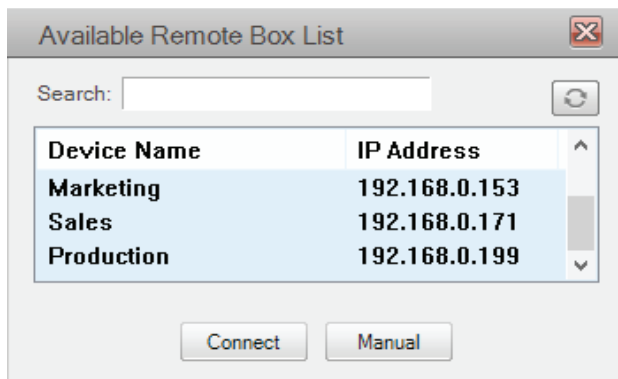 Available Remote Box List
Search:
Device Name IP Address
Marketing 192.168.0.153
Sales 192.168.0.171
Production 192.168.0.199
Connect Manual